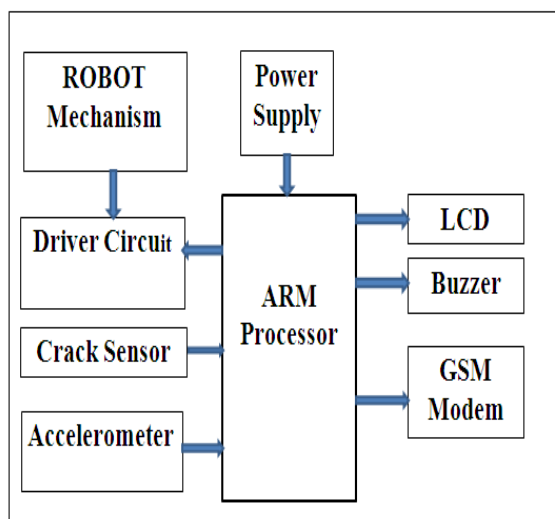 ROBOT
Mechanism
Power
Supply
Driver Circuit
LCD
Buzzer
ARM
Processor
Crack Sensor
GSM
Modem
Accelerometer